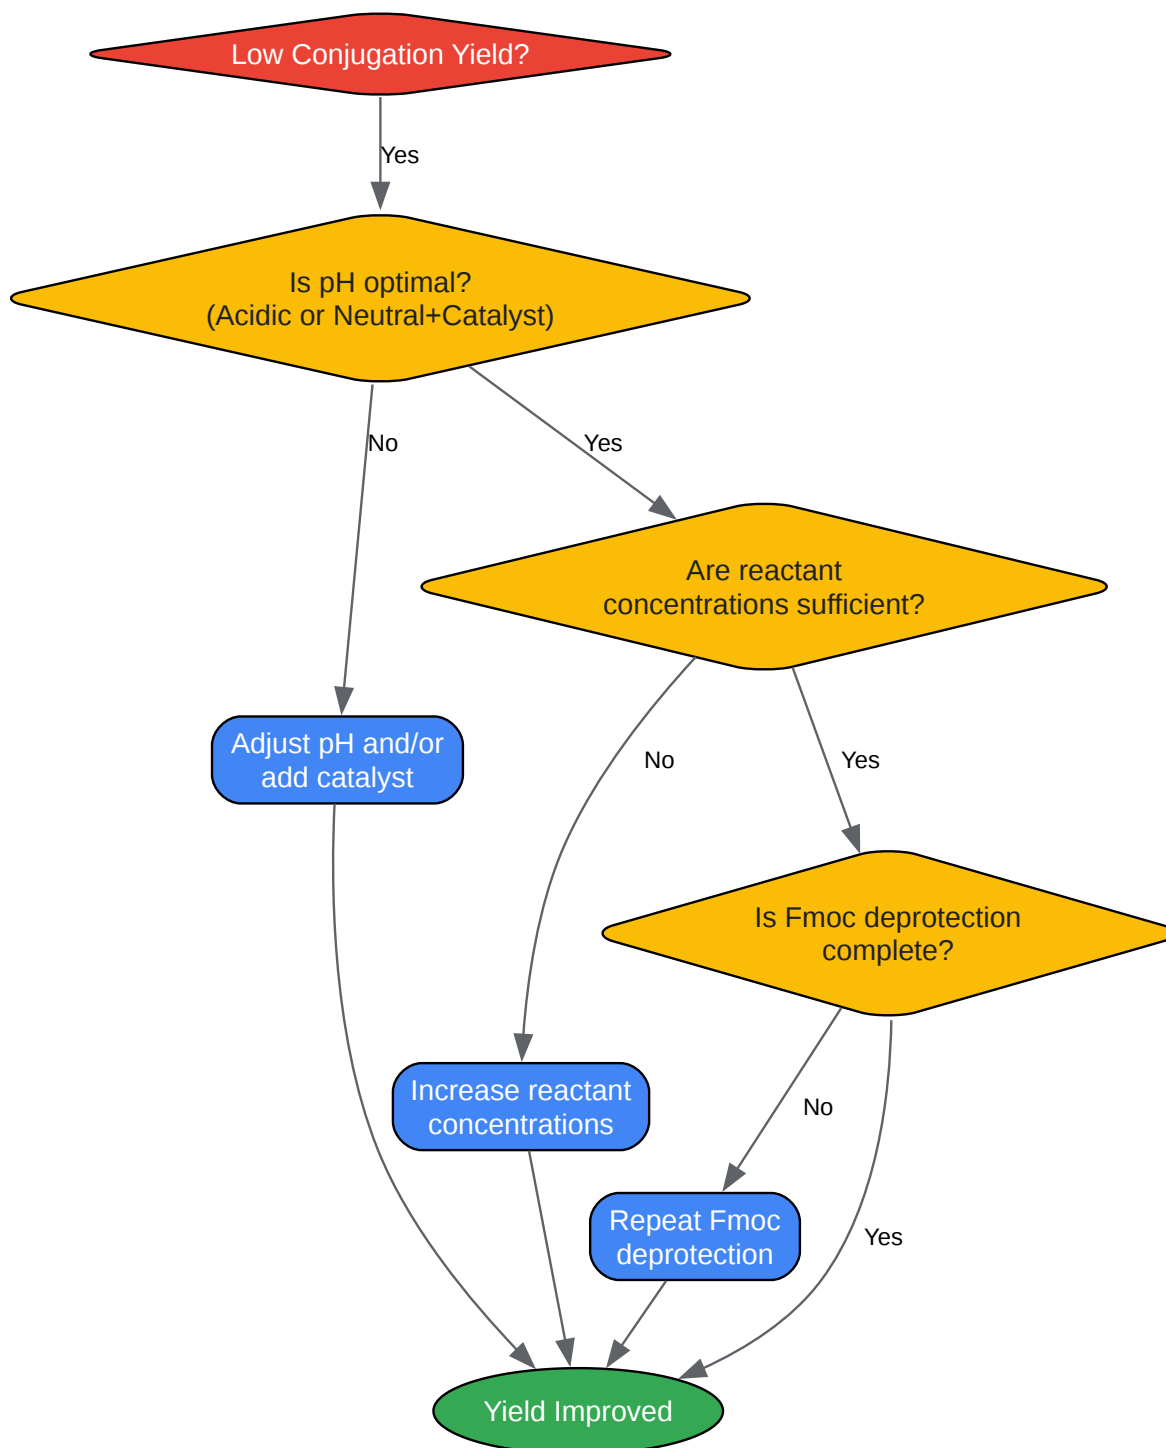 Low Conjugation Yield?
Yes
Is pH optimal?
(Acidic or Neutral+Catalyst)
No
Yes
Are reactant
concentrations sufficient?
Adjust pH and/or
add catalyst
No
Yes
Is Fmoc deprotection
complete?
Increase reactant
concentrations
No
Repeat Fmoc
deprotection
Yes
Yield Improved